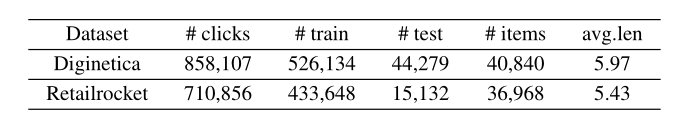 Dataset # clicks # train # test # items avg.len
Diginetica 858,107 526,134 44,279 40,840 5.97
Retailrocket 710,856 433,648 15,132 36,968 5.43